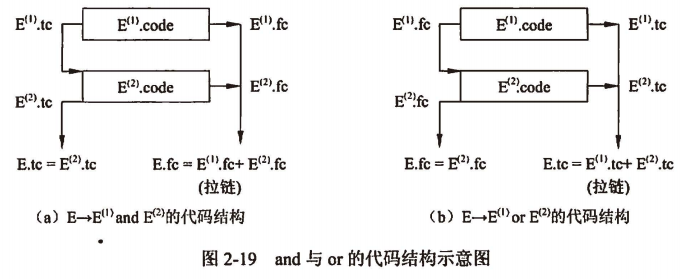 E⁽¹⁾.tc E⁽¹⁾.code E⁽¹⁾.fc
E⁽²⁾.tc E⁽²⁾.code E⁽²⁾.fc
E.tc = E⁽²⁾.tc E.fc = E⁽¹⁾.fc+ E⁽²⁾.fc
(拉链)
(a) E→E⁽¹⁾and E⁽²⁾的代码结构
E⁽¹⁾.fc E⁽¹⁾.code E⁽¹⁾.tc
E⁽²⁾.fc E⁽²⁾.code E⁽²⁾.tc
E.fc = E⁽²⁾.fc E.tc = E⁽¹⁾.tc+ E⁽²⁾.tc
(拉链)
(b) E→E⁽¹⁾or E⁽²⁾的代码结构
图 2-19 and 与 or 的代码结构示意图